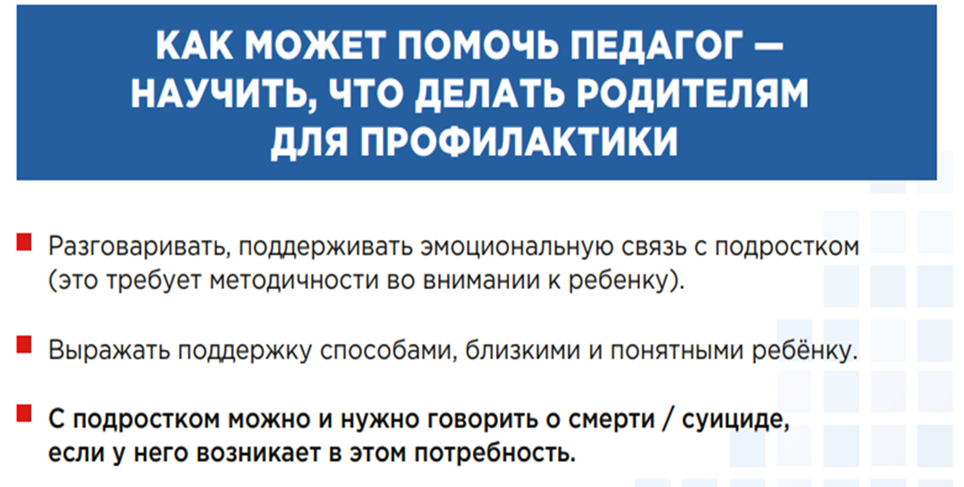 КАК МОЖЕТ ПОМОЧЬ ПЕДАГОГ —
НАУЧИТЬ, ЧТО ДЕЛАТЬ РОДИТЕЛЯМ
ДЛЯ ПРОФИЛАКТИКИ
Разговаривать, поддерживать эмоциональную связь с подростком
(это требует методичности во внимании к ребенку).
Выражать поддержку способами, близкими и понятными ребёнку.
С подростком можно и нужно говорить о смерти / суициде,
если у него возникает в этом потребность.